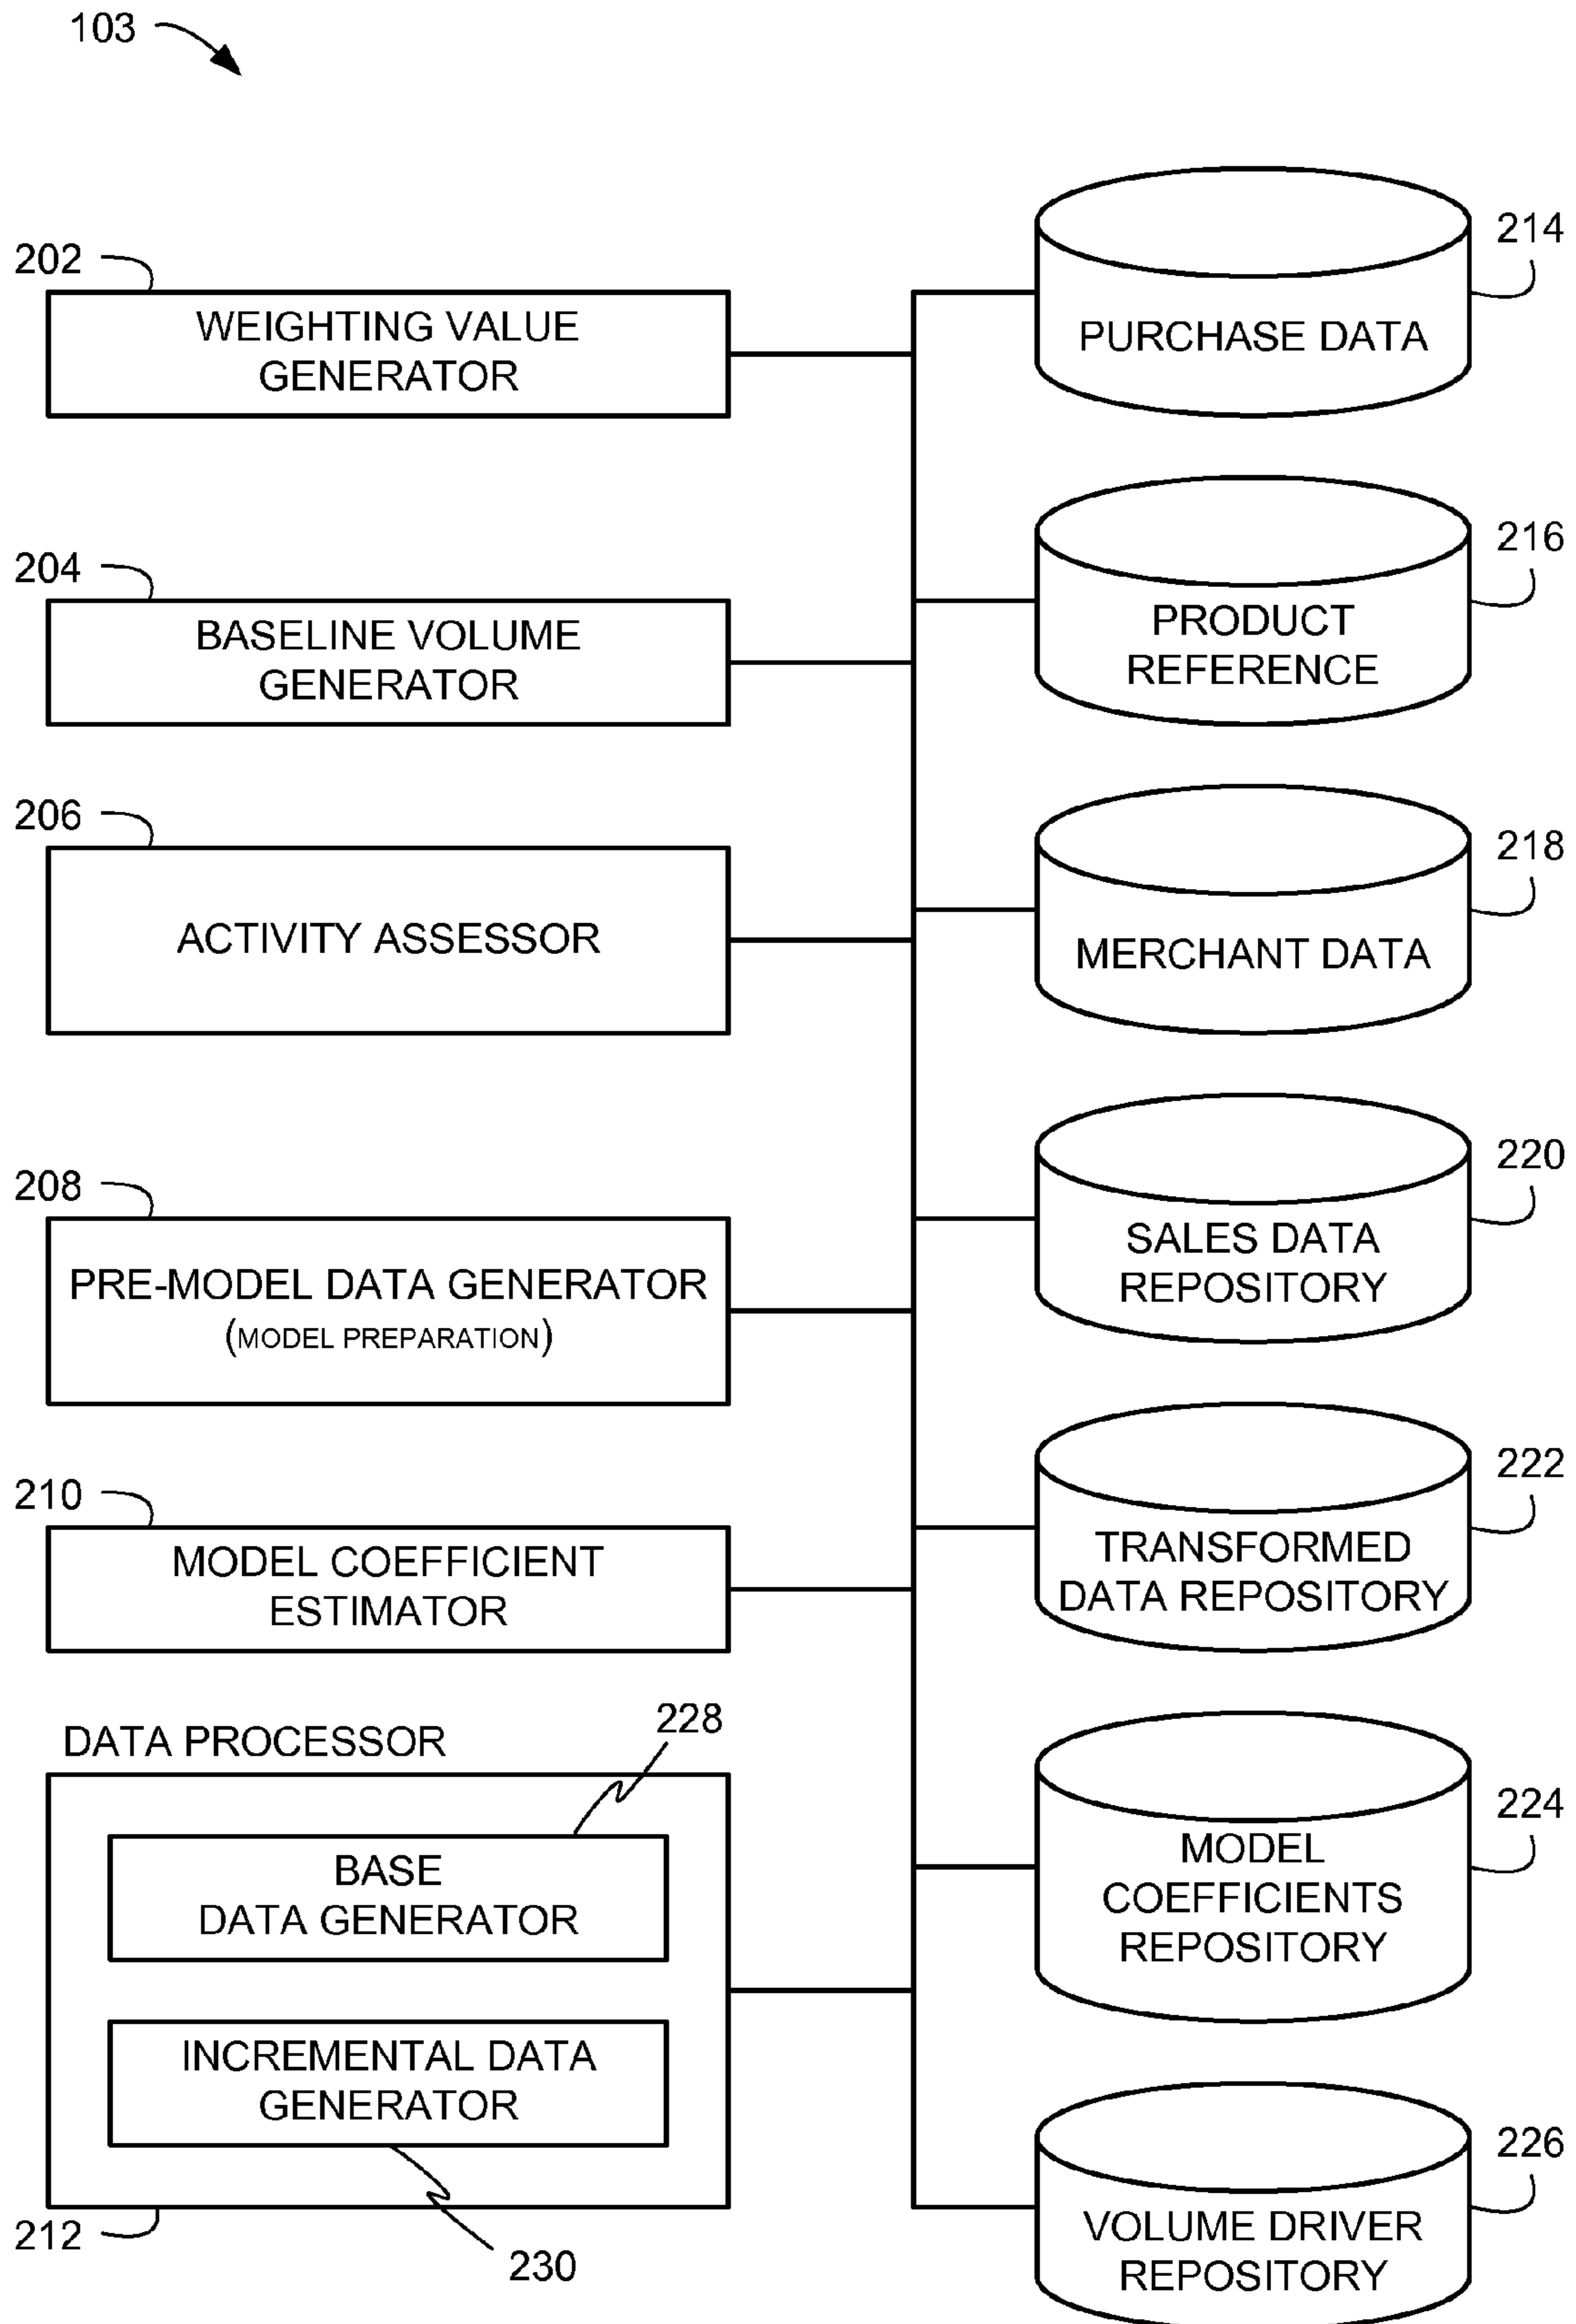 103
202
WEIGHTING VALUE
GENERATOR
204
BASELINE VOLUME
GENERATOR
206
ACTIVITY ASSESSOR
208
PRE-MODEL DATA GENERATOR
(MODEL PREPARATION)
210
MODEL COEFFICIENT
ESTIMATOR
DATA PROCESSOR
228
BASE
DATA GENERATOR
INCREMENTAL DATA
GENERATOR
212
230
214
PURCHASE DATA
216
PRODUCT
REFERENCE
218
MERCHANT DATA
220
SALES DATA
REPOSITORY
222
TRANSFORMED
DATA REPOSITORY
224
MODEL
COEFFICIENTS
REPOSITORY
226
VOLUME DRIVER
REPOSITORY